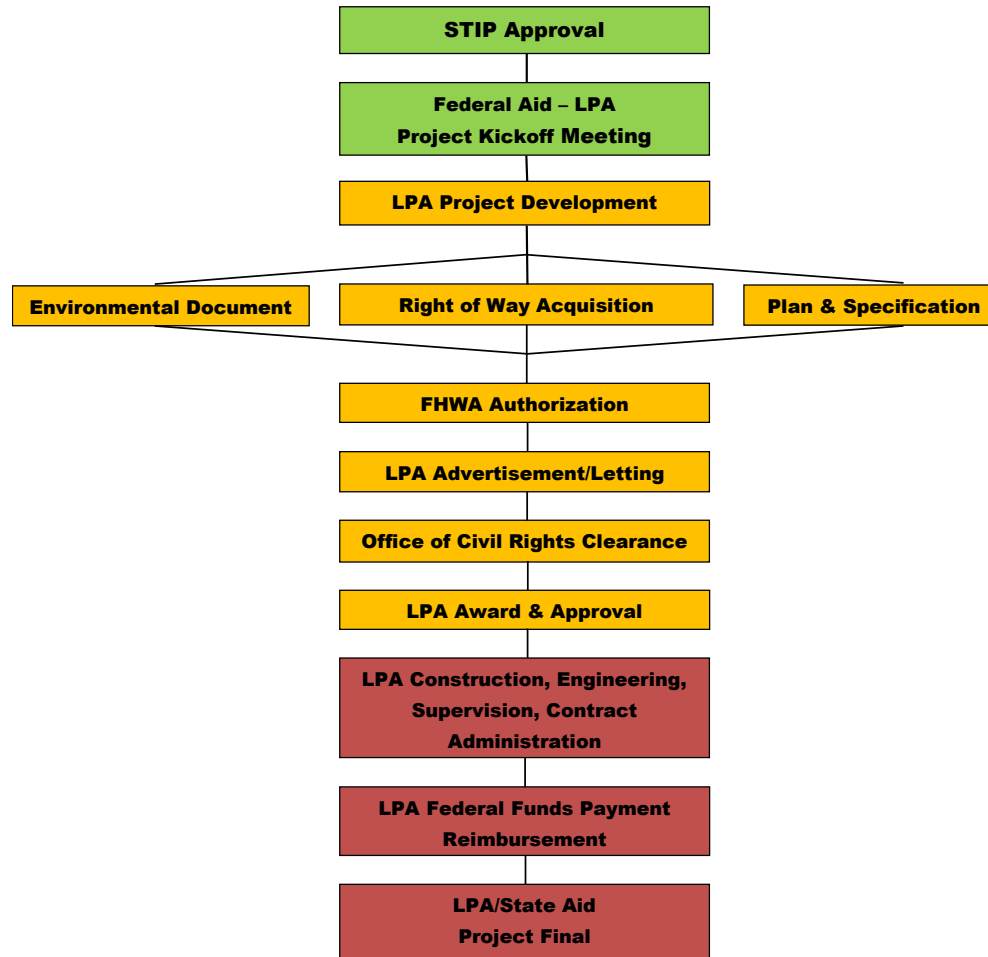 STIP Approval
Federal Aid – LPA
Project Kickoff Meeting
LPA Project Development
Environmental Document
Right of Way Acquisition
Plan & Specification
FHWA Authorization
LPA Advertisement/Letting
Office of Civil Rights Clearance
LPA Award & Approval
LPA Construction, Engineering,
Supervision, Contract
Administration
LPA Federal Funds Payment
Reimbursement
LPA/State Aid
Project Final